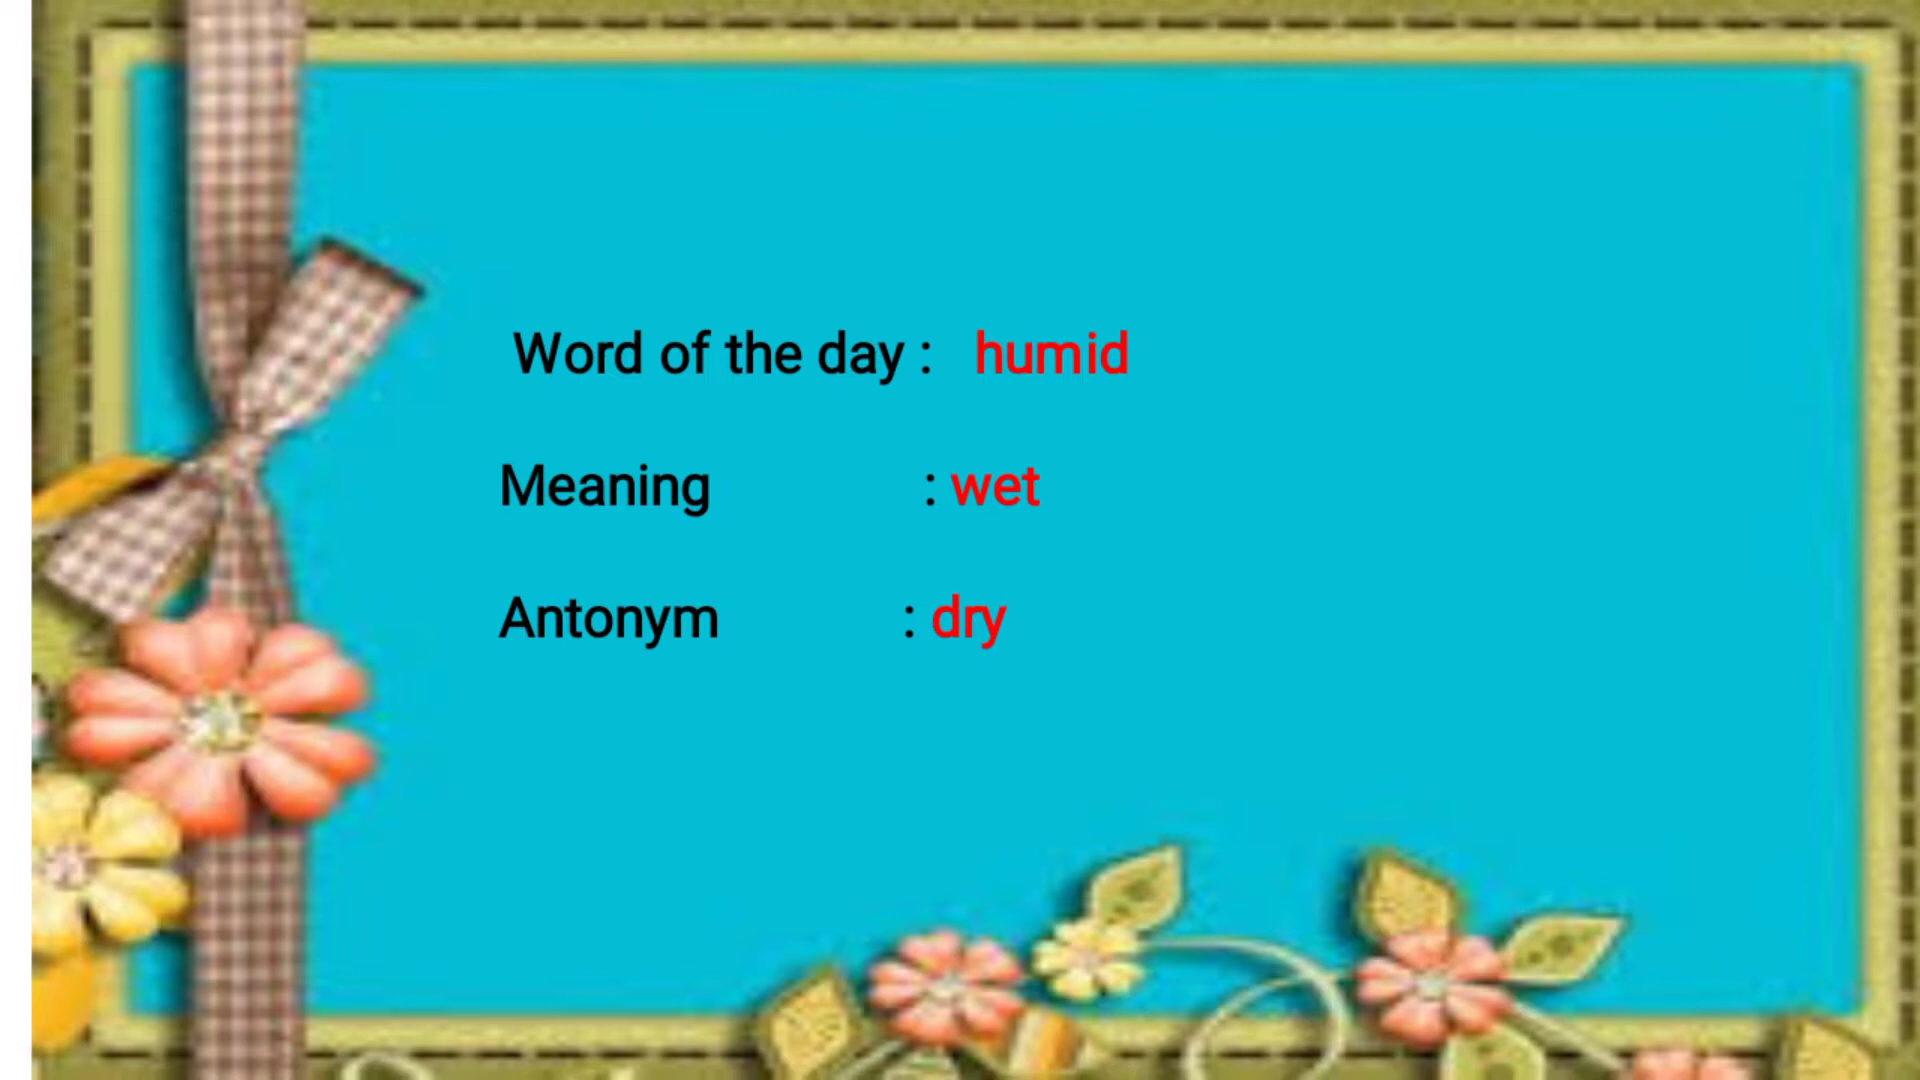 Word of the day : humid
Meaning : wet
Antonym : dry